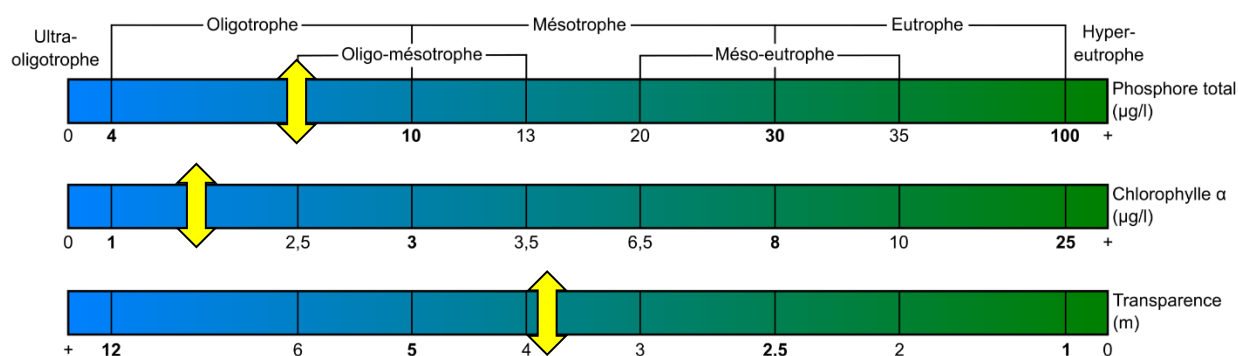 Ultra-
oligotrophe
Oligotrophe
Mésotrophe
Eutrophe
Hyper-
eutrophe
Oligo-mésotrophe
Méso-eutrophe
Phosphore total
(µg/l)
0 4 10 13 20 30 35 100 +
Chlorophylle α
(µg/l)
0 1 2,5 3 3,5 6,5 8 10 25 +
Transparence
(m)
+ 12 6 5 4 3 2.5 2 1 0